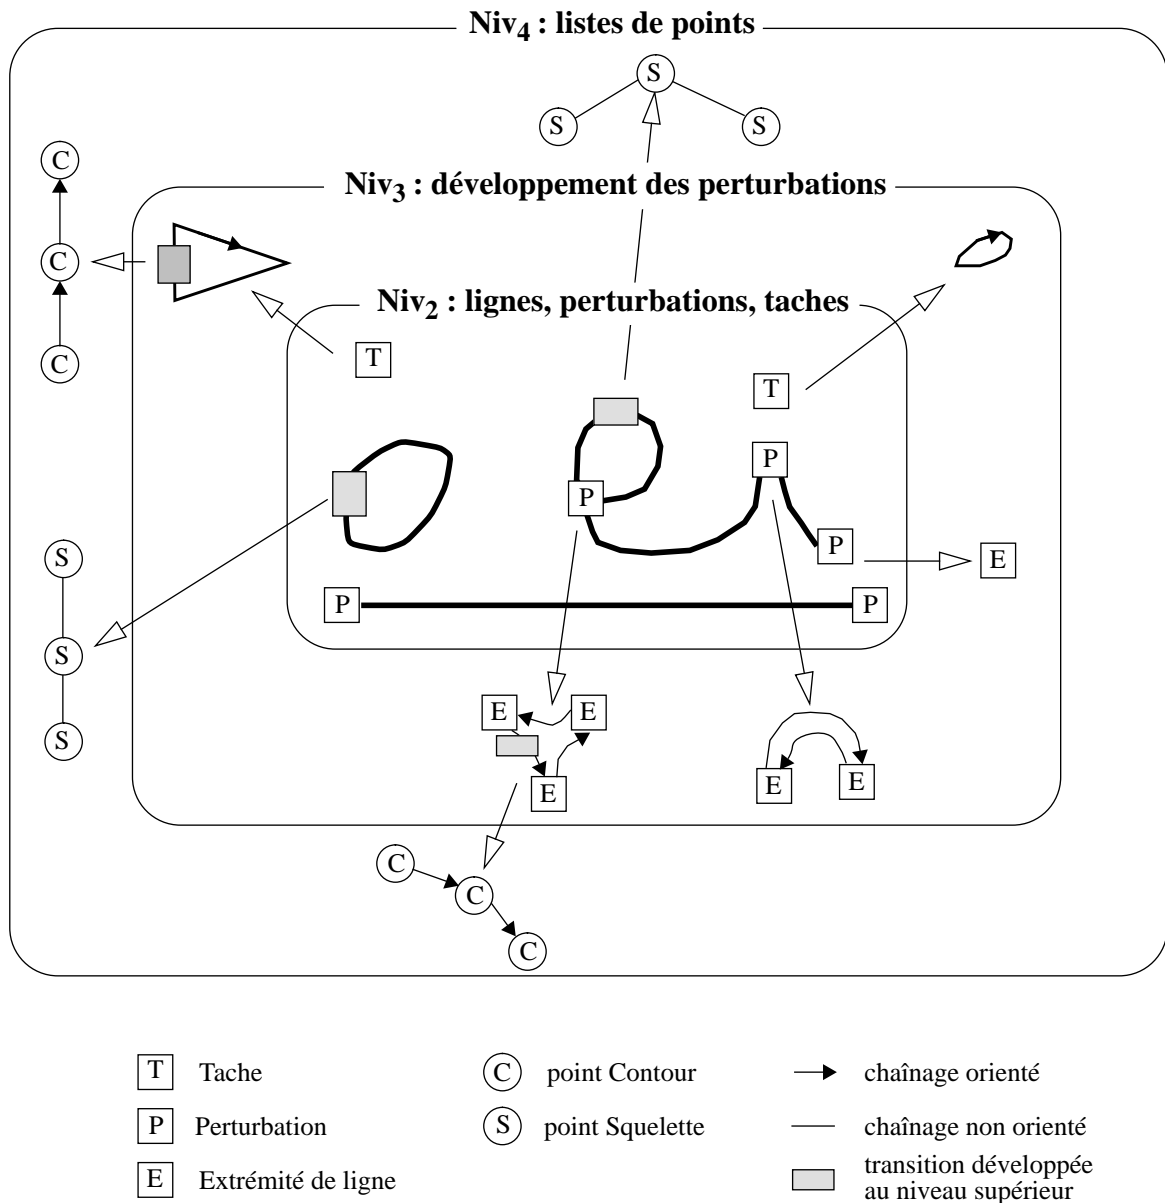 Niv4 : listes de points
S
S
S
C
Niv3 : développement des perturbations
C
Niv2 : lignes, perturbations, taches
C
T
T
P
P
P
S
E
P
P
S
S
E
E
E
E
E
C
C
C
T Tache
C point Contour
chaînage orienté
P Perturbation
S point Squelette
chaînage non orienté
E Extrémité de ligne
transition développée
au niveau supérieur